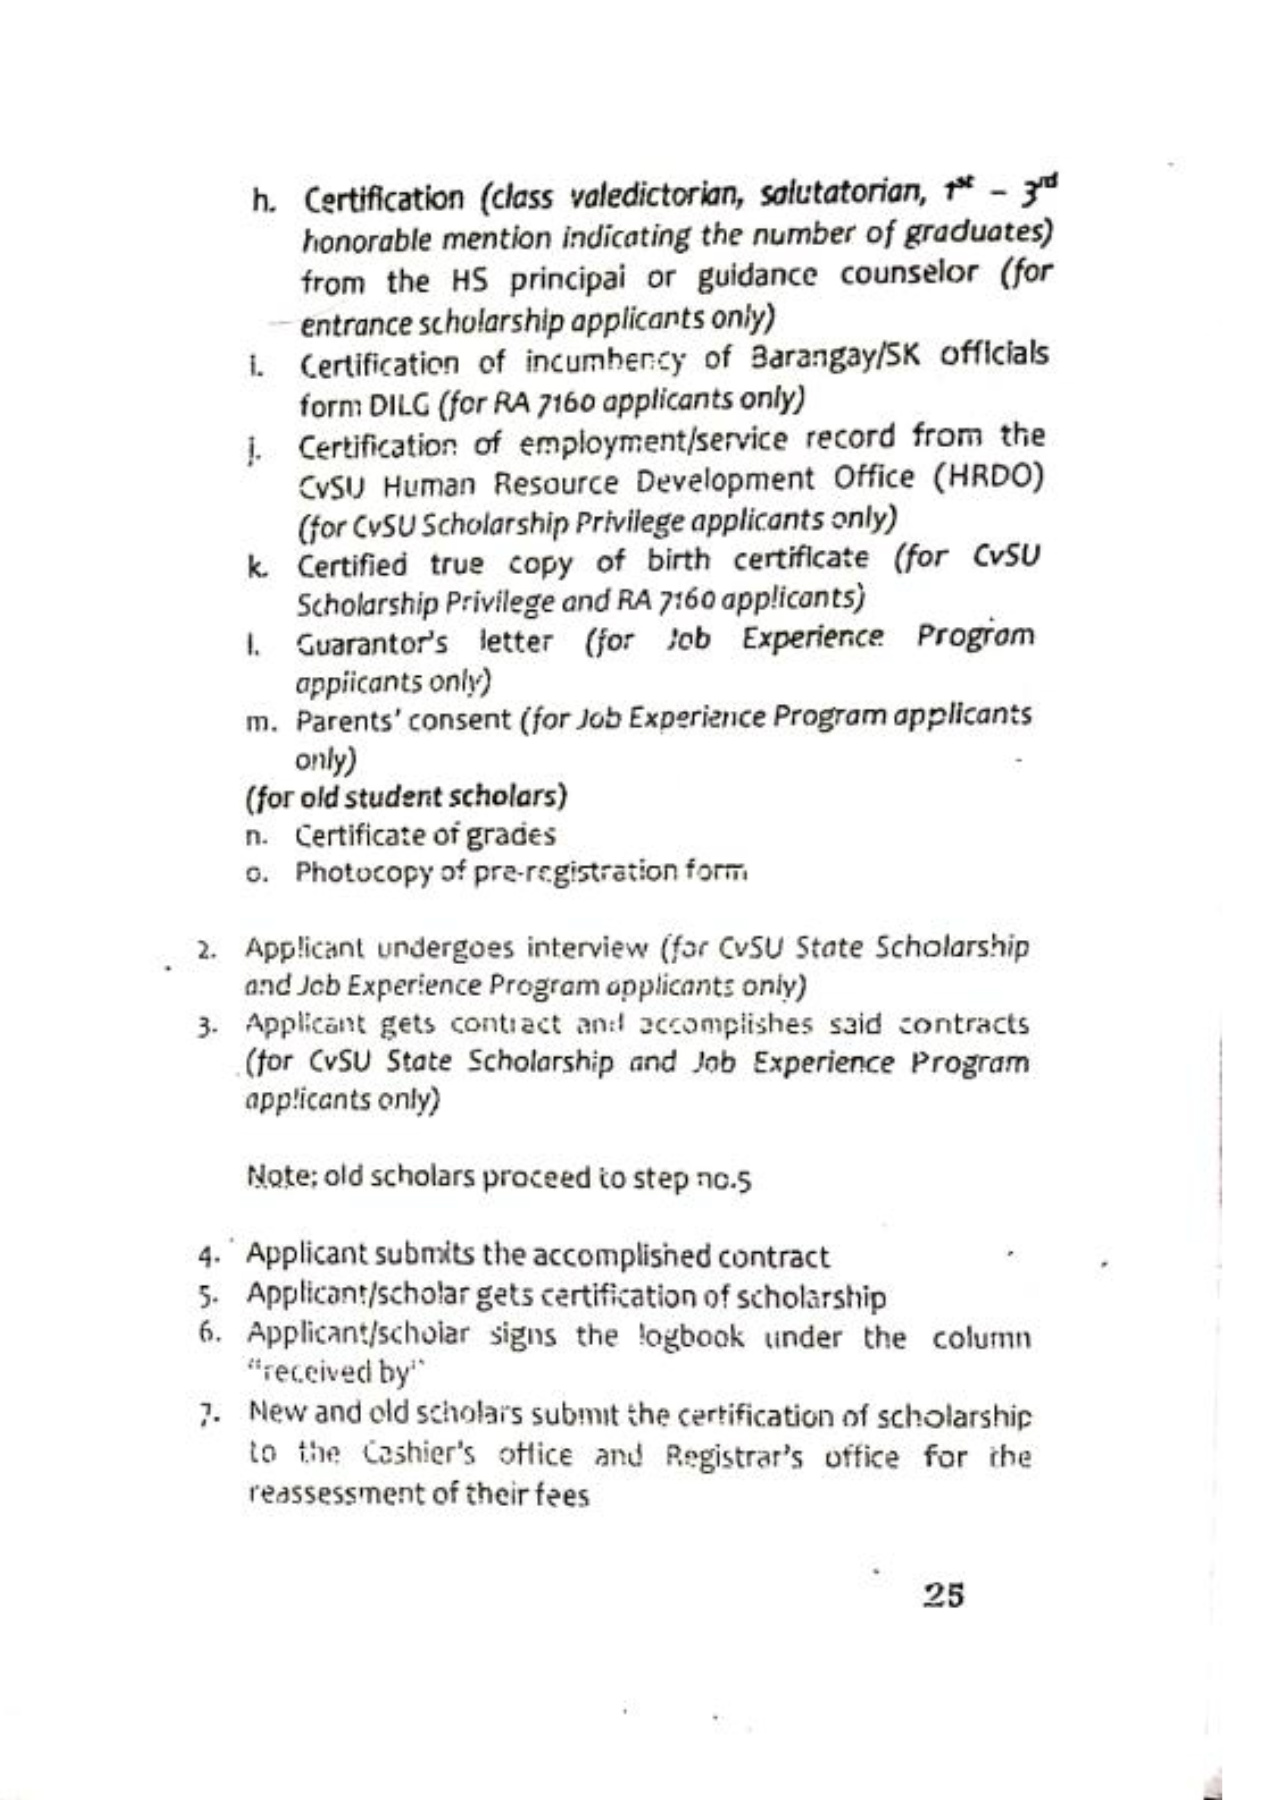 h. Certification (class valedictorian, salutatorian, 1st – 3rd
honorable mention indicating the number of graduates)
from the HS principal or guidance counselor (for
entrance scholarship applicants only)
i. Certification of incumbency of Barangay/SK officials
form DILG (for RA 7160 applicants only)
j. Certification of employment/service record from the
CvSU Human Resource Development Office (HRDO)
(for CvSU Scholarship Privilege applicants only)
k. Certified true copy of birth certificate (for CvSU
Scholarship Privilege and RA 7160 applicants)
l. Guarantor's letter (for Job Experience Program
applicants only)
m. Parents' consent (for Job Experience Program applicants
only)
(for old student scholars)
n. Certificate of grades
o. Photocopy of pre-registration form
2. Applicant undergoes interview (for CvSU State Scholarship
and Job Experience Program applicants only)
3. Applicant gets contract and accomplishes said contracts
(for CvSU State Scholarship and Job Experience Program
applicants only)
Note: old scholars proceed to step no.5
4. Applicant submits the accomplished contract
5. Applicant/scholar gets certification of scholarship
6. Applicant/scholar signs the logbook under the column
"received by"
7. New and old scholars submit the certification of scholarship
to the Cashier's office and Registrar's office for the
reassessment of their fees
25